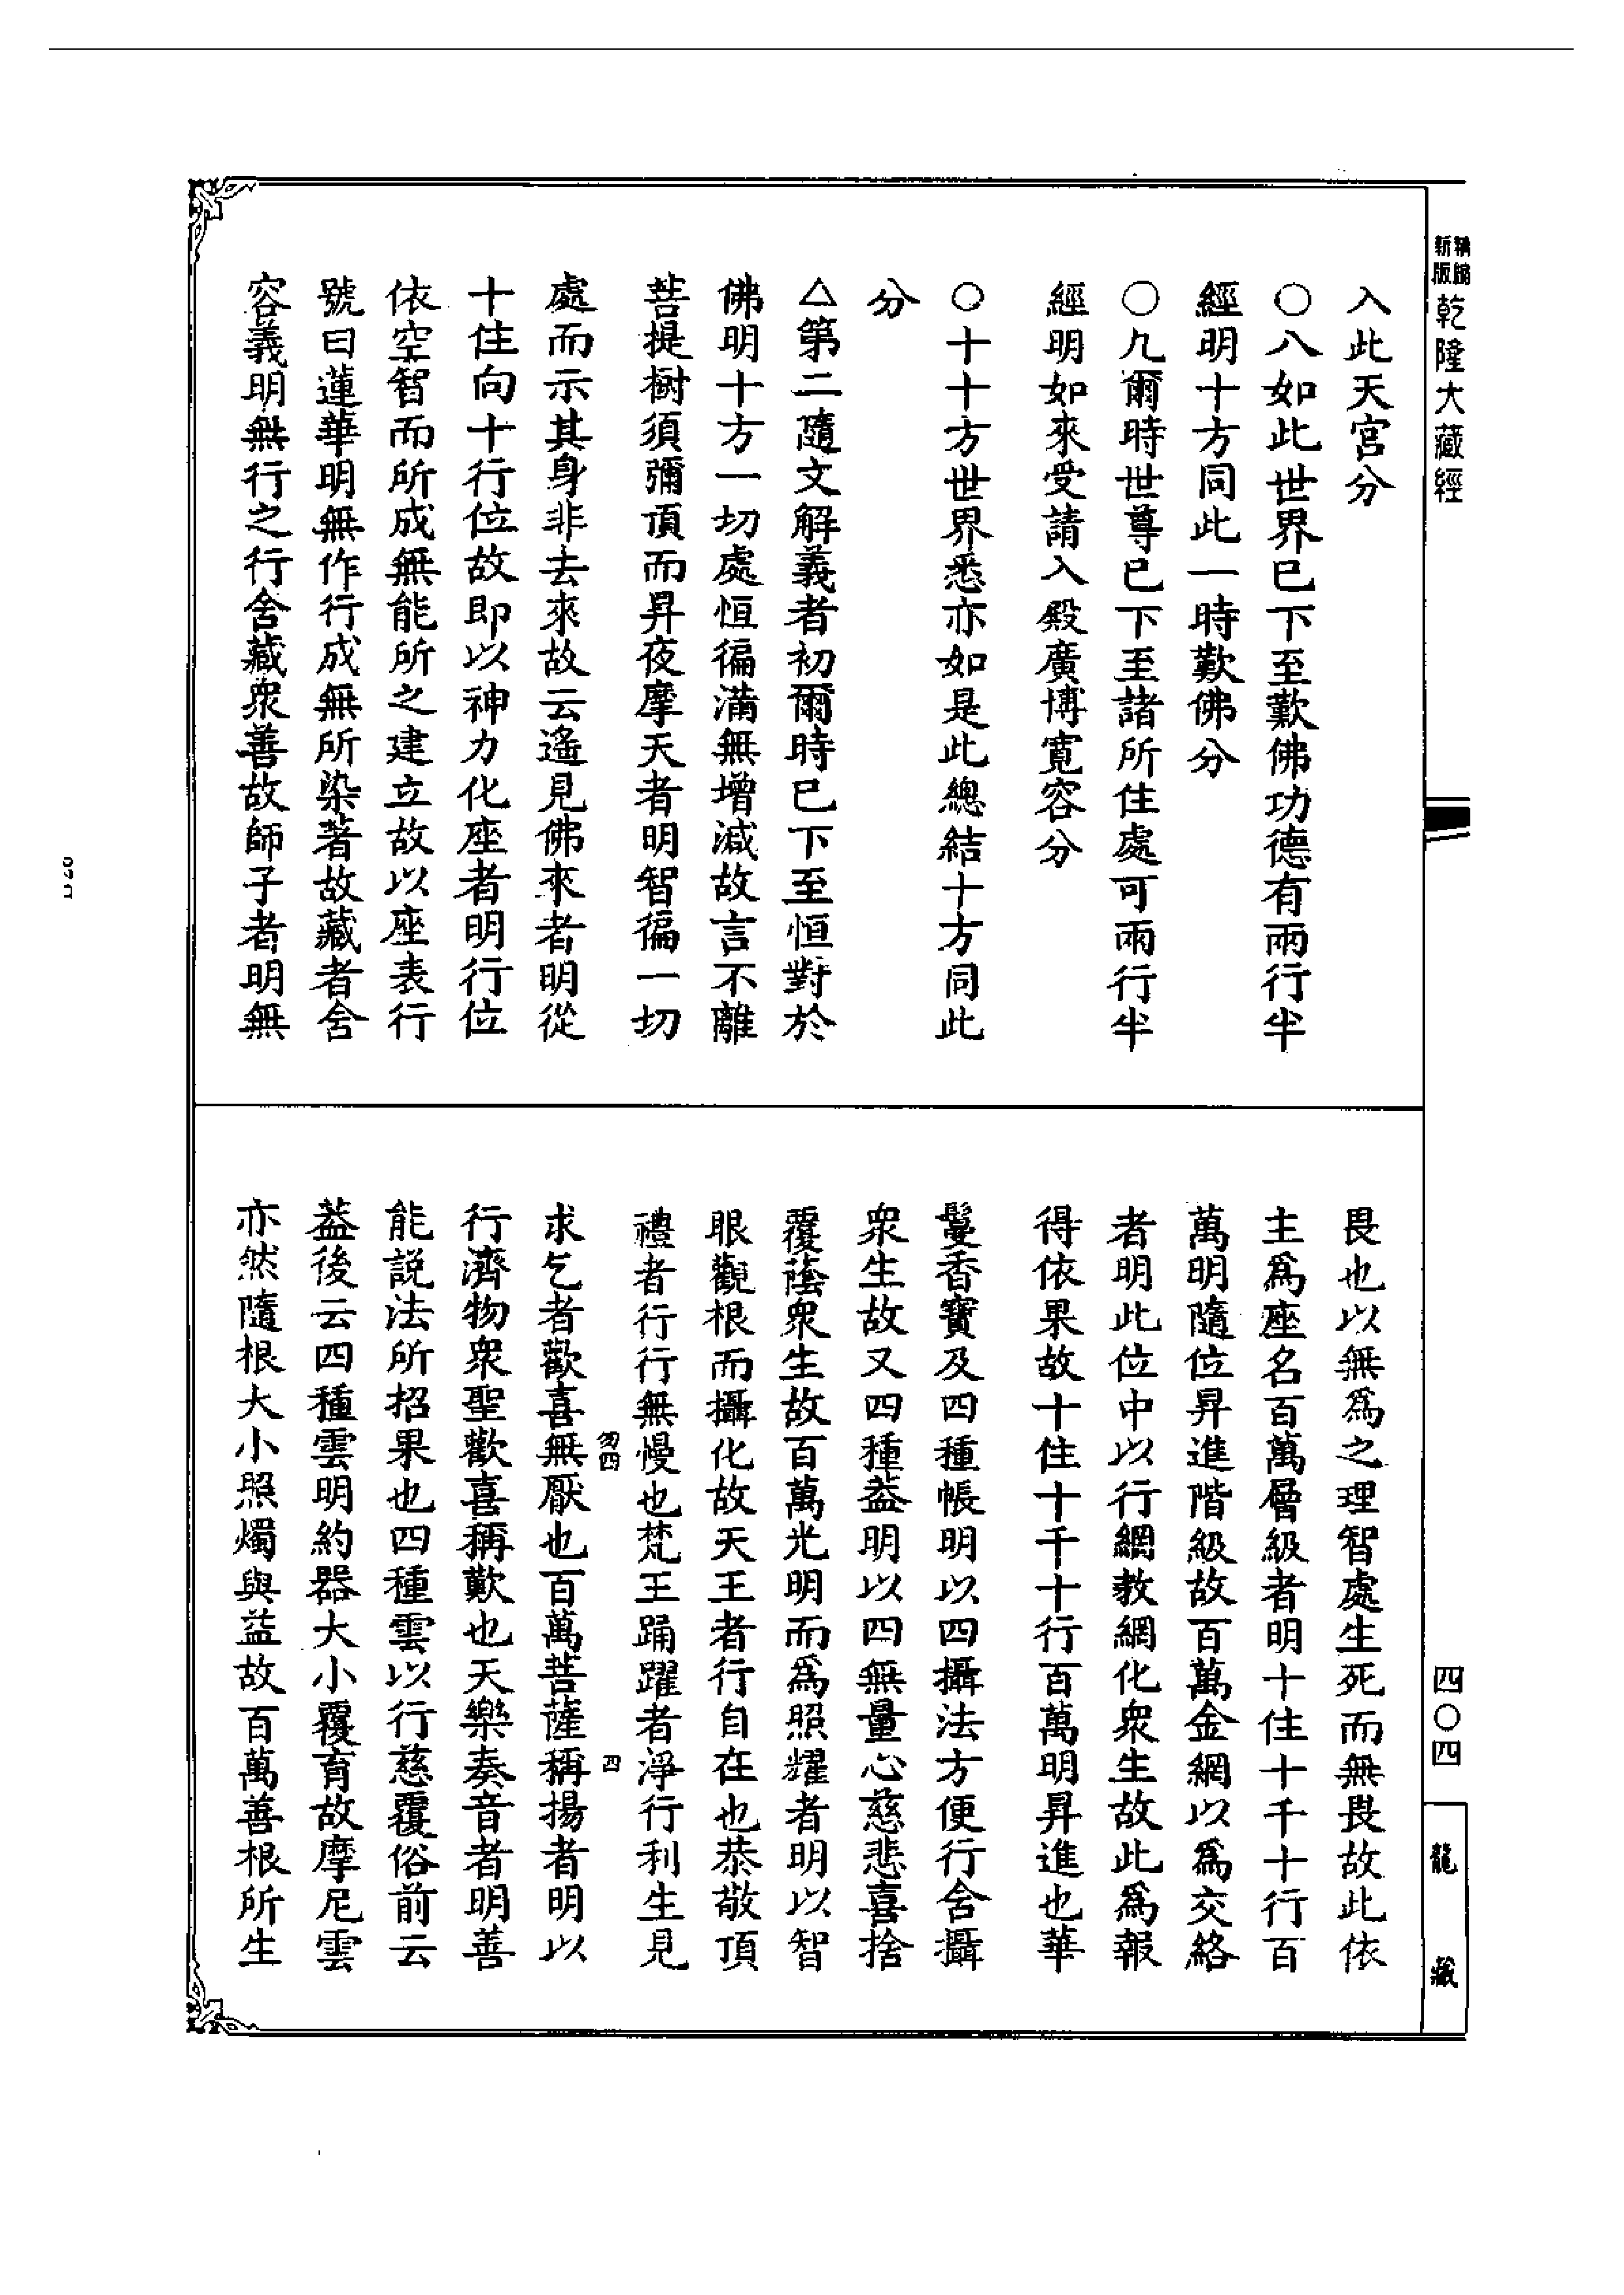 新編
縮版
乾隆大藏經
入此天宮分
○八如此世界已下至歎佛功德有兩行半
經明十方同此一時歎佛分
○九爾時世尊已下至諸所住處可兩行半
經明如來受請入殿廣博寬容分
○十十方世界悉亦如是此總結十方同此
分
△第二隨文解義者初爾時已下至恒對於
佛明十方一切處恒徧滿無增減故言不離
菩提樹須彌頂而昇夜摩天者明智徧一切
處而示其身非去來故云遙見佛來者明從
十住向十行位故即以神力化座者明行位
依空智而所成無能所之建立故以座表行
號曰蓮華明無作行成無所染著故藏者舍
容義明無行之行舍藏衆善故師子者明無
畏也以無為之理智處生死而無畏故此依
主爲座名百萬層級者明十住十千十行百
萬明隨位昇進階級故百萬金網以爲交絡
者明此位中以行網教網化衆生故此爲報
得依果故十住十千十行百萬明昇進也華
鬘香寶及四種帳明以四攝法方便行舍攝
衆生故又四種葢明以四無量心慈悲喜捨
覆蔭衆生故百萬光明而爲照耀者明以智
眼觀根而攝化故天王者行自在也恭敬頂
禮者行行無慢也梵王踊躍者淨行利生見
求乞者歡喜無厭也百萬菩薩稱揚者明以
行濟物衆聖歡喜稱歎也天樂奏音者明善
能説法所招果也四種雲以行慈覆俗前云
葢後云四種雲明約器大小覆育故摩尼雲
亦然隨根大小照燭與益故百萬善根所生
四
四〇四
龍藏